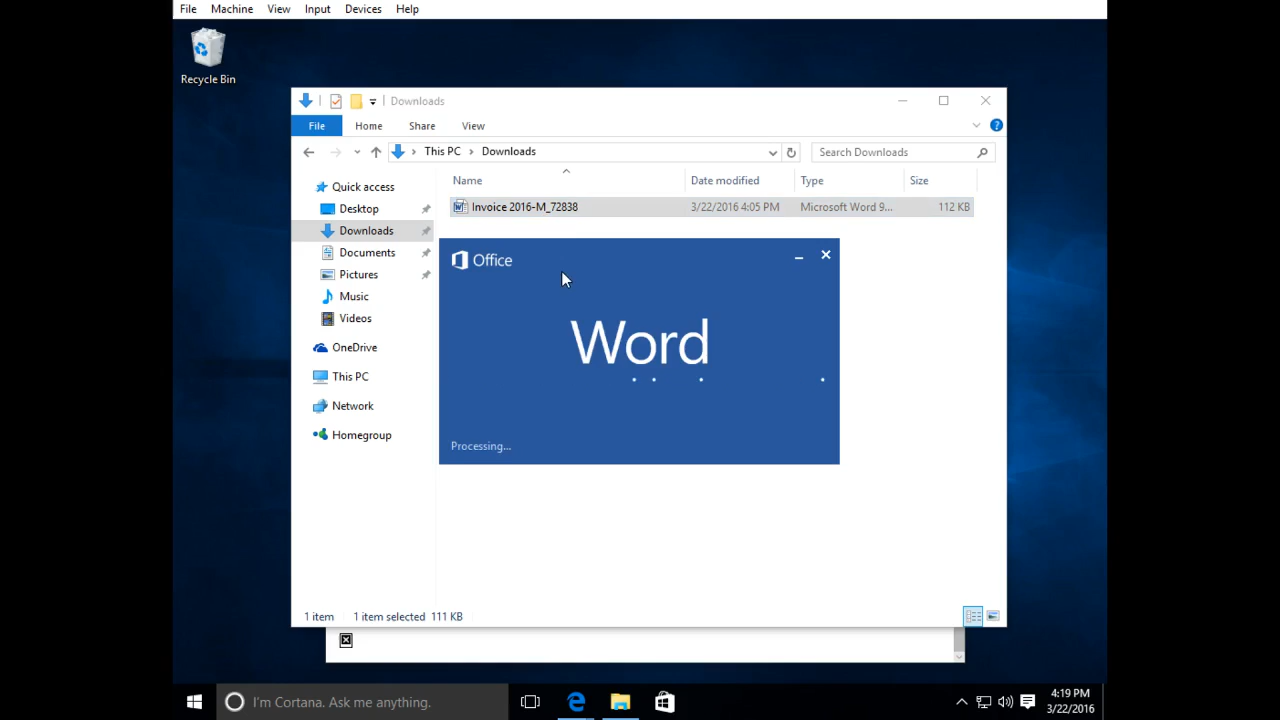 File Machine View Input Devices Help
Recycle Bin
Downloads
File Home Share View
This PC Downloads
Search Downloads
Name Date modified Type Size
Invoice 2016-M_72838 3/22/2016 4:05 PM Microsoft Word 9... 112 KB
Quick access
Desktop
Downloads
Documents
Pictures
Music
Videos
OneDrive
This PC
Network
Homegroup
Office
Word
Processing...
1 item 1 item selected 111 KB
I'm Cortana. Ask me anything.
4:19 PM
3/22/2016